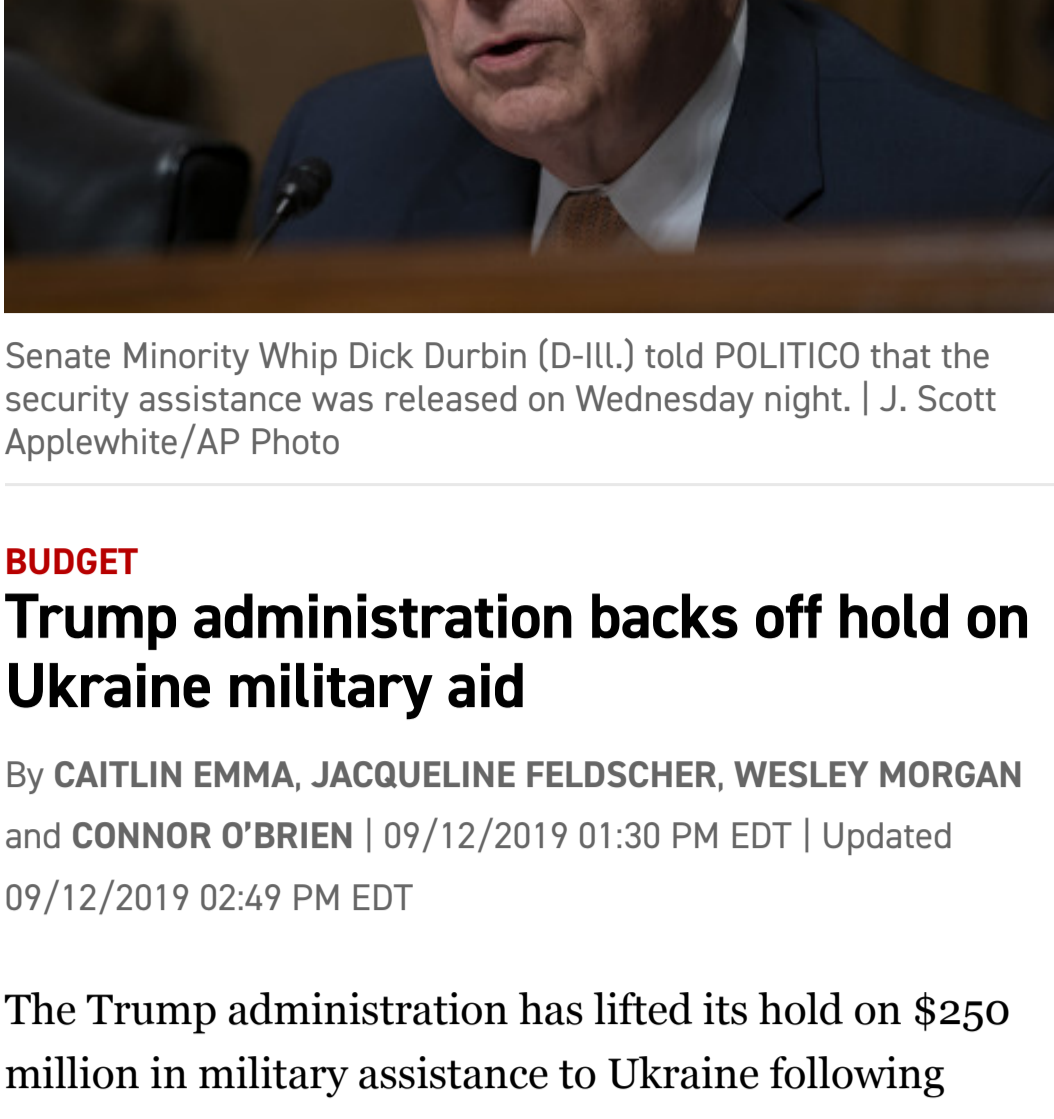 Senate Minority Whip Dick Durbin (D-Ill.) told POLITICO that the
security assistance was released on Wednesday night. | J. Scott
Applewhite/AP Photo
BUDGET
Trump administration backs off hold on
Ukraine military aid
By CAITLIN EMMA, JACQUELINE FELDSCHER, WESLEY MORGAN
and CONNOR O’BRIEN | 09/12/2019 01:30 PM EDT | Updated
09/12/2019 02:49 PM EDT
The Trump administration has lifted its hold on $250
million in military assistance to Ukraine following